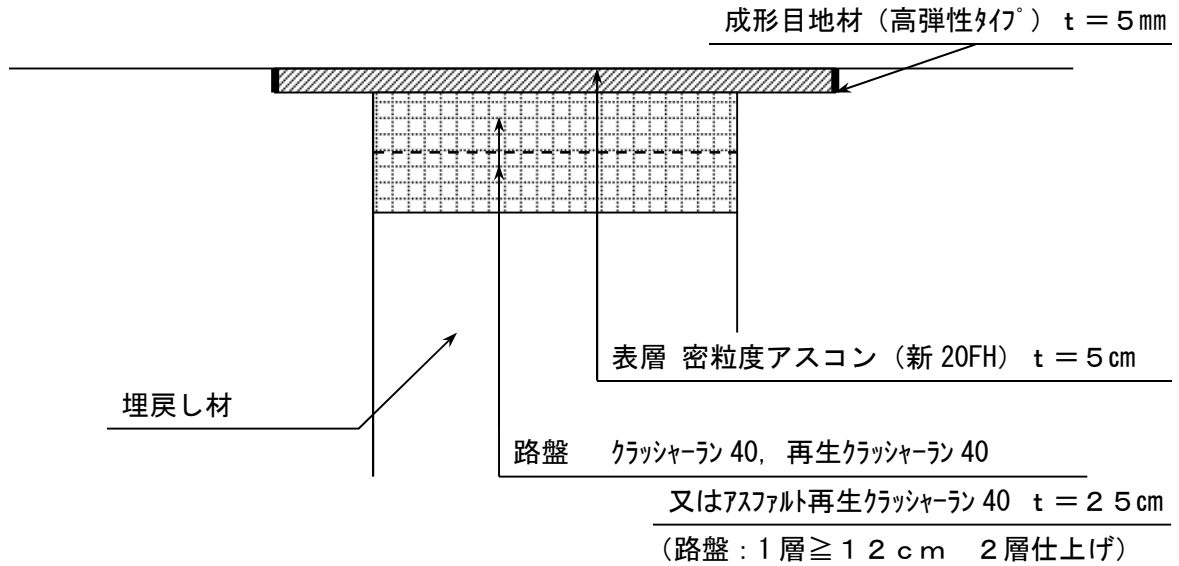 成形目地材（高弾性ﾀｲﾌﾟ）ｔ＝５㎜
表層 密粒度アスコン（新 20FH）ｔ＝５㎝
埋戻し材
路盤　ｸﾗｯｼｬｰﾗﾝ 40，再生ｸﾗｯｼｬｰﾗﾝ 40
又はｱｽﾌｧﾙﾄ再生ｸﾗｯｼｬｰﾗﾝ 40 ｔ＝２５㎝
（路盤：１層≧１２ｃｍ　２層仕上げ）